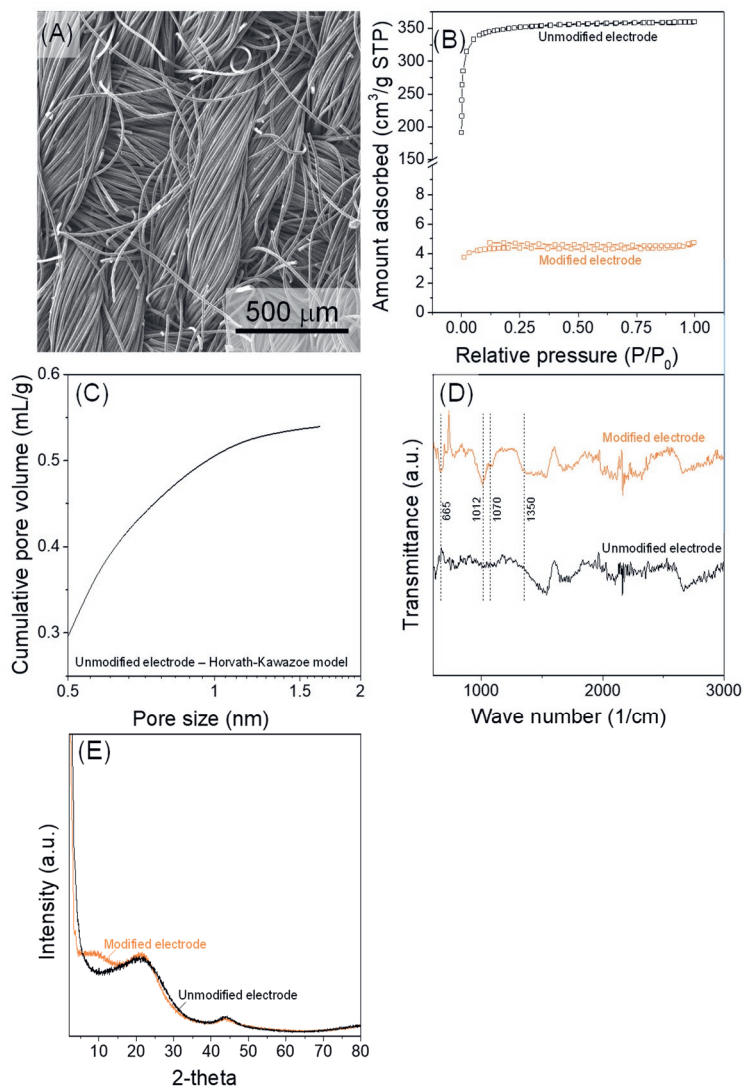 (A)
500 μm
(B)
Unmodified electrode
Modified electrode
Amount adsorbed (cm³/g STP)
350
300
250
200
150
8
6
4
2
0
0.00 0.25 0.50 0.75 1.00
Relative pressure (P/P₀)
(C)
Cumulative pore volume (mL/g)
0.6
0.5
0.4
0.3
Unmodified electrode – Horvath-Kawazoe model
0.5 1 1.5 2
Pore size (nm)
(D)
Transmittance (a.u.)
Modified electrode
665
1012
1070
1350
Unmodified electrode
1000 2000 3000
Wave number (1/cm)
(E)
Intensity (a.u.)
Modified electrode
Unmodified electrode
10 20 30 40 50 60 70 80
2-theta